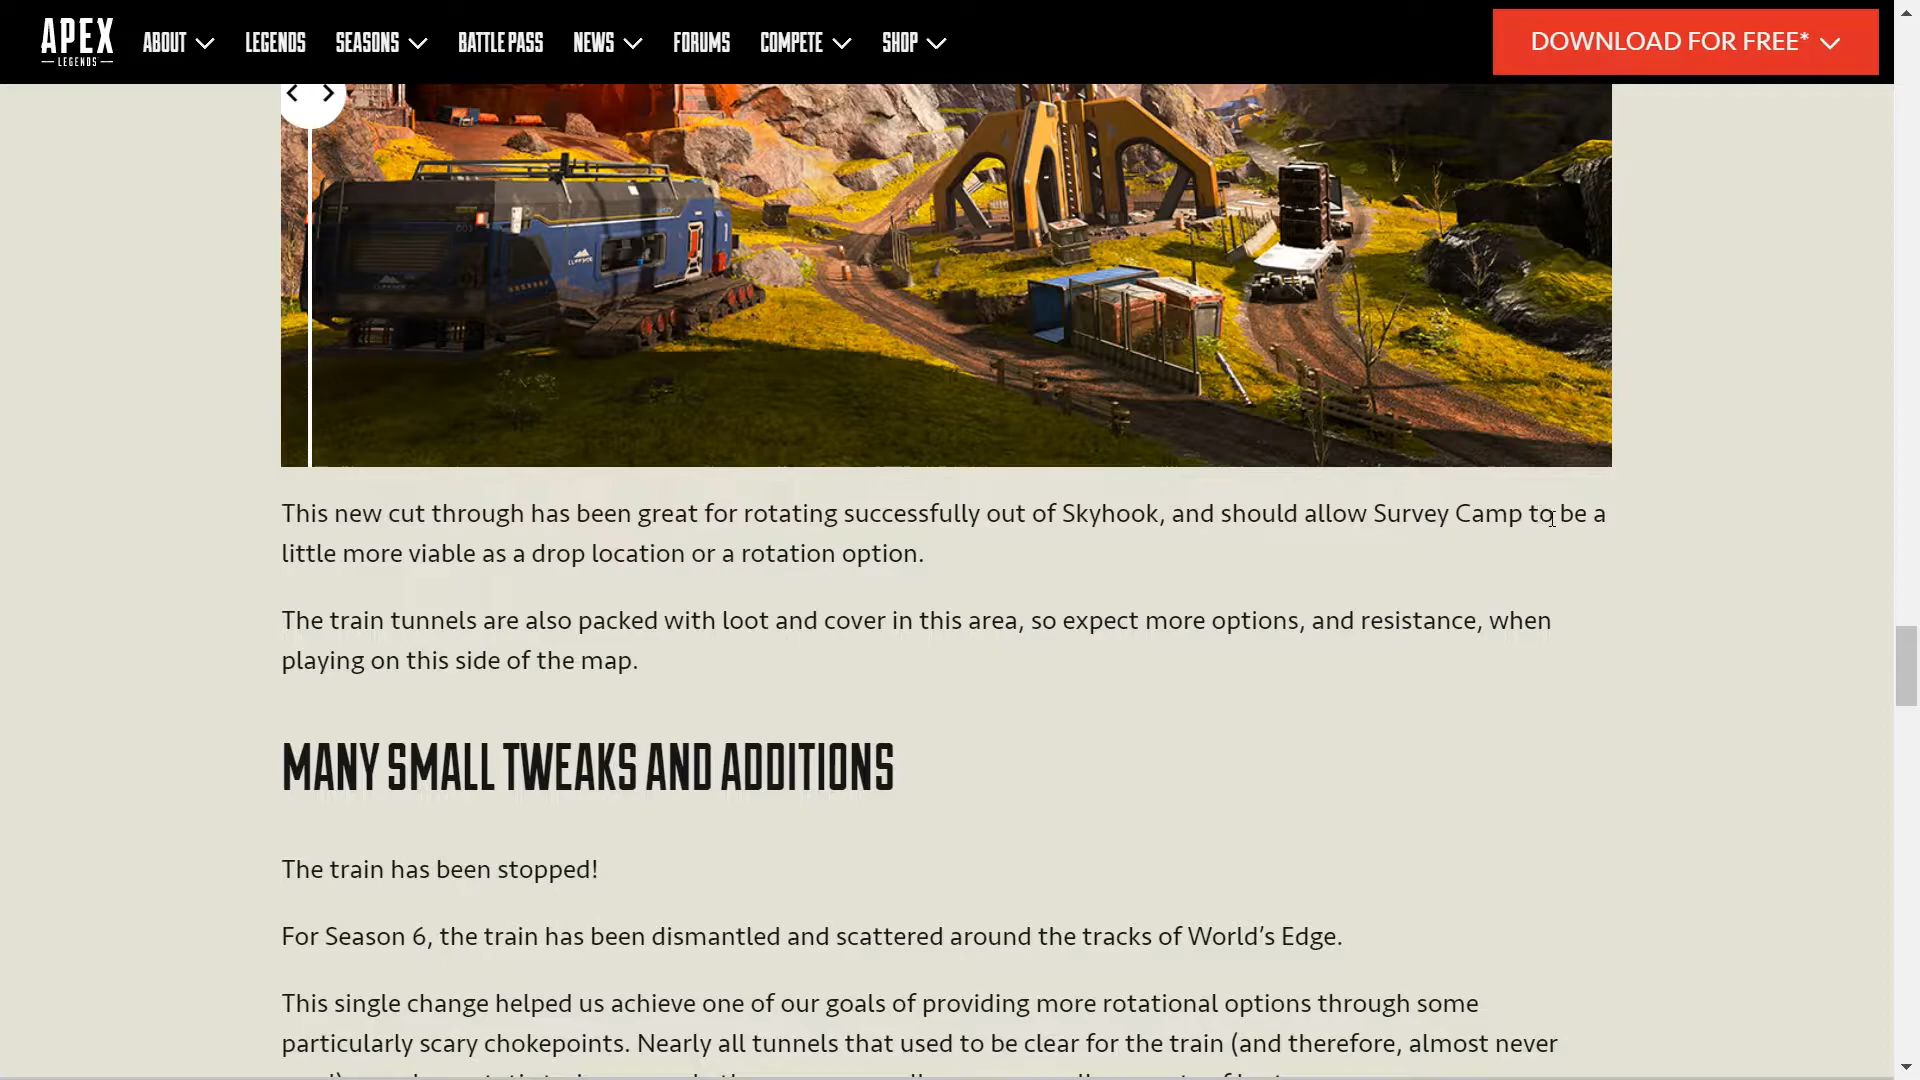 APEX
LEGENDS
ABOUT
LEGENDS
SEASONS
BATTLE PASS
NEWS
FORUMS
COMPETE
SHOP
DOWNLOAD FOR FREE*
This new cut through has been great for rotating successfully out of Skyhook, and should allow Survey Camp to be a
little more viable as a drop location or a rotation option.
The train tunnels are also packed with loot and cover in this area, so expect more options, and resistance, when
playing on this side of the map.
MANY SMALL TWEAKS AND ADDITIONS
The train has been stopped!
For Season 6, the train has been dismantled and scattered around the tracks of World’s Edge.
This single change helped us achieve one of our goals of providing more rotational options through some
particularly scary chokepoints. Nearly all tunnels that used to be clear for the train (and therefore, almost never